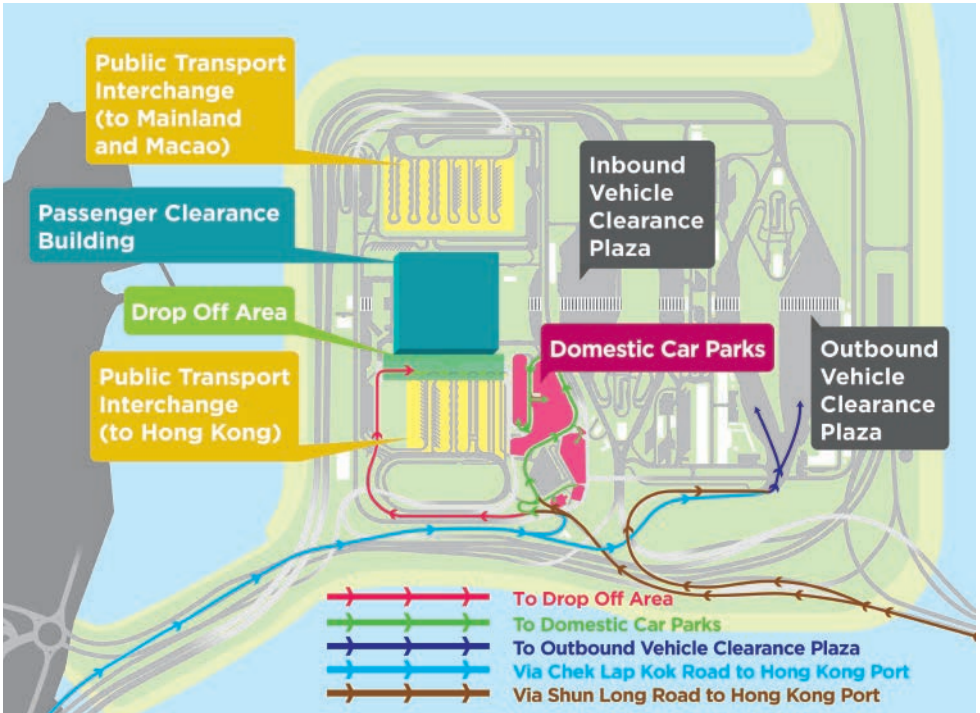 Public Transport
Interchange
(to Mainland
and Macao)
Passenger Clearance
Building
Drop Off Area
Public Transport
Interchange
(to Hong Kong)
Inbound
Vehicle
Clearance
Plaza
Domestic Car Parks
Outbound
Vehicle
Clearance
Plaza
To Drop Off Area
To Domestic Car Parks
To Outbound Vehicle Clearance Plaza
Via Chek Lap Kok Road to Hong Kong Port
Via Shun Long Road to Hong Kong Port